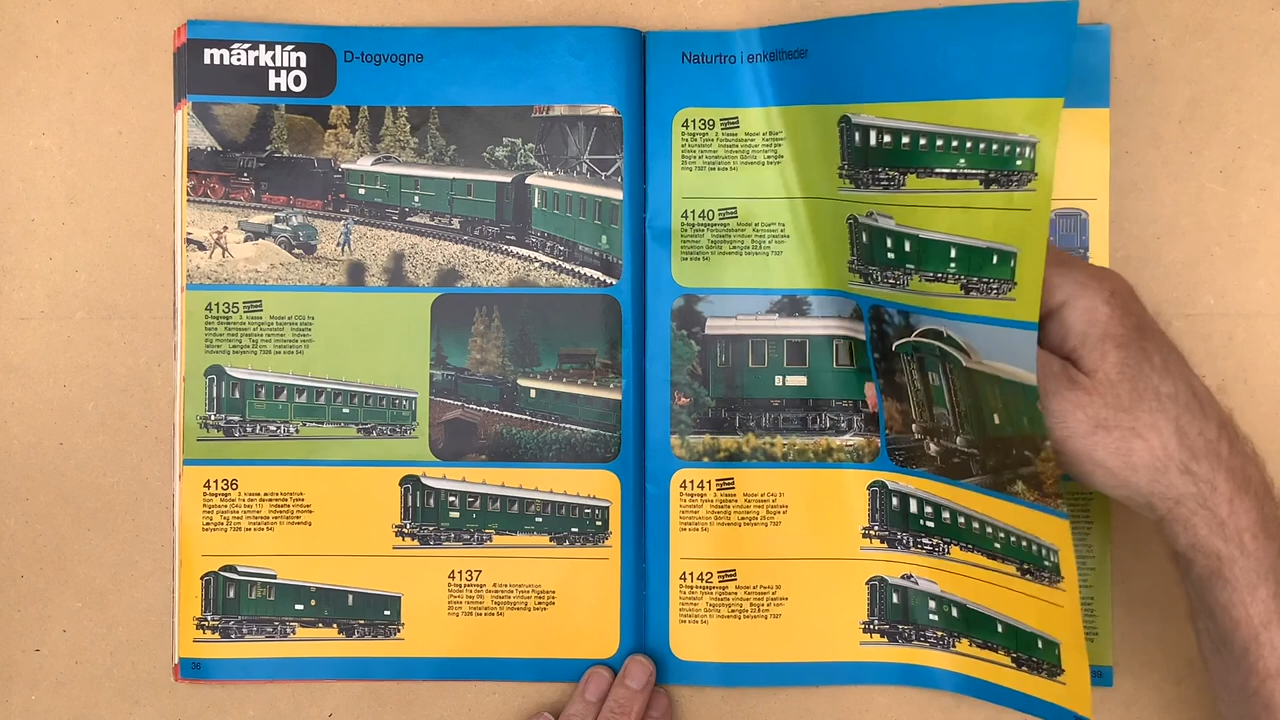 märklin
HO
D-togvogne
Naturtro i enkeltheder
4135 nyhed
D-togvogn · 3. klasse · Model af CCü fra
den daværende kongelige bajerske stats-
bane · Karrosseri af kunststof · Indsatte
vinduer med plastiske rammer · Indven-
dig montering · Tag med imiterede venti-
latorer · Længde 22 cm · Installation til
indvendig belysning 7326 (se side 54)
4136
D-togvogn · 3. klasse, ældre konstruk-
tion · Model fra den daværende Tyske
Rigsbane (C4ü bay 11) · Indsatte vinduer
med plastiske rammer · Indvendig monte-
ring · Tag med imiterede ventilatorer
Længde 22 cm · Installation til indvendig
belysning 7326 (se side 54)
4137
D-tog pakvogn · Ældre konstruktion
Model fra den daværende Tyske Rigsbane
(Pw4ü bay 09) · Indsatte vinduer med pla-
stiske rammer · Tagopbygning · Længde
20 cm · Installation til indvendig belys-
ning 7326 (se side 54)
36
4139 nyhed
D-togvogn · 2. klasse · Model af
fra De Tyske Forbundsbaner · Karrosseri
af kunststof · Indsatte vinduer med pla-
stiske rammer · Indvendig montering
Bogie af konstruktion Görlitz · Længde
25 cm · Installation til indvendig belys-
ning 7327 (se side 54)
4140 nyhed
D-tog-bagagevogn · Model af fra
De Tyske Forbundsbaner · Karrosseri af
kunststof · Indsatte vinduer med plastiske
rammer · Tagopbygning · Bogie af kon-
struktion Görlitz · Længde 22,8 cm
Installation til indvendig belysning 7327
(se side 54)
3
4141 nyhed
D-togvogn · 3. klasse · Model af C4ü 31
fra den tyske rigsbane · Karrosseri af
kunststof · Indsatte vinduer med plastiske
rammer · Indvendig montering · Bogie af
konstruktion Görlitz · Længde 25 cm
Installation til indvendig belysning 7327
(se side 54)
4142 nyhed
D-tog-bagagevogn · Model af Pw4ü 30
fra den tyske rigsbane · Karrosseri af
kunststof · Indsatte vinduer med plastiske
rammer · Tagopbygning · Bogie af kon-
struktion Görlitz · Længde 22,8 cm
Installation til indvendig belysning 7327
(se side 54)
39